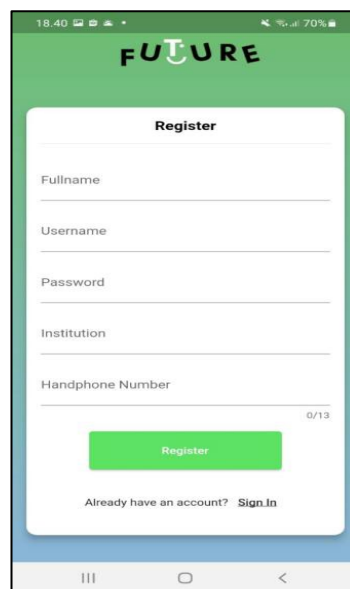 18.40 70%
FUTURE
Register
Fullname
Username
Password
Institution
Handphone Number
0/13
Register
Already have an account? Sign In